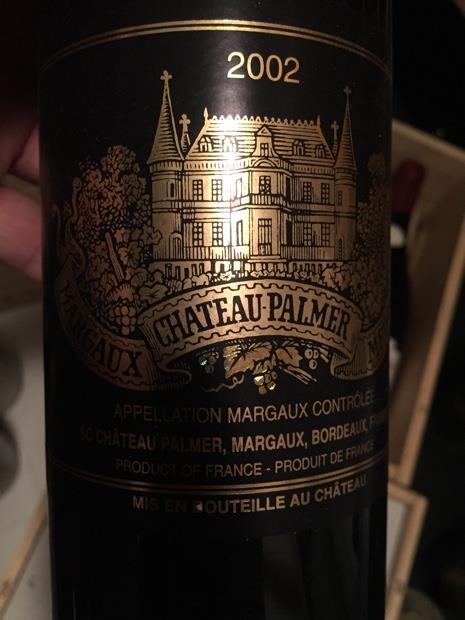 2002
MARGAUX
CHATEAU PALMER
APPELLATION MARGAUX CONTRÔLÉE
SC CHÂTEAU PALMER, MARGAUX, BORDEAUX,
PRODUCT OF FRANCE - PRODUIT DE FRANCE
MIS EN BOUTEILLE AU CHÂTEAU